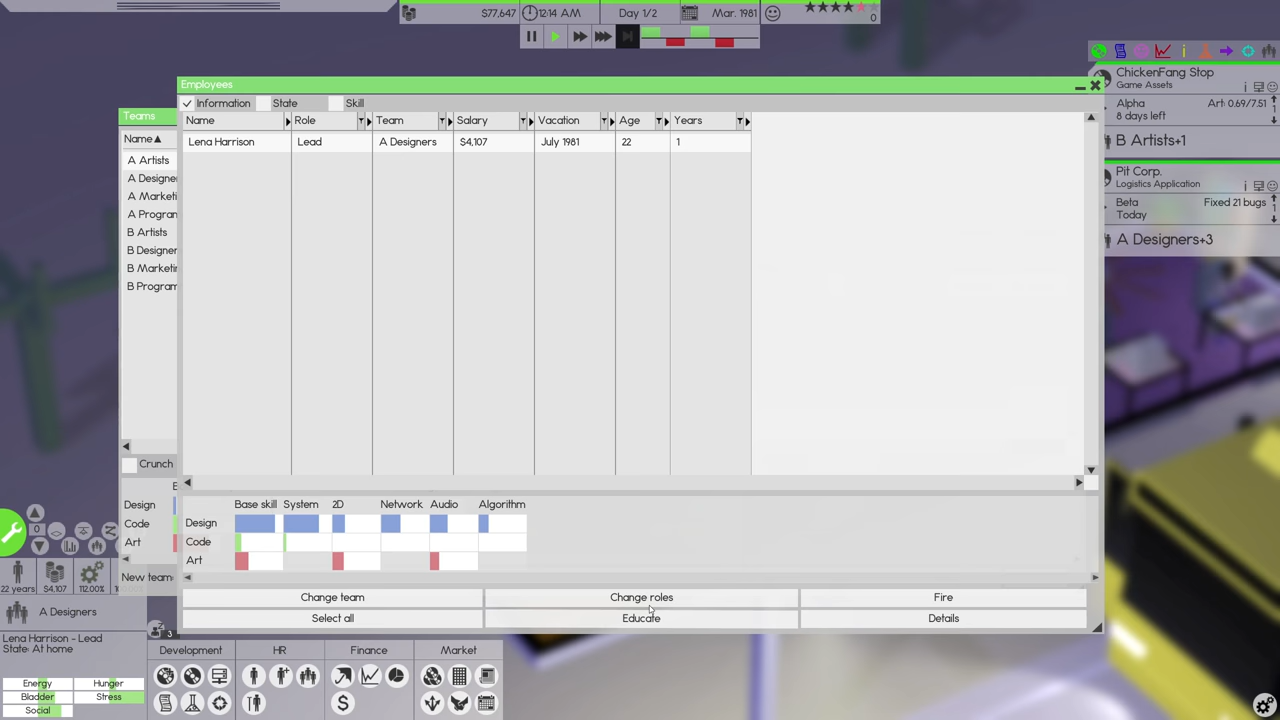 $77,647
12:14 AM
Day 1/2
Mar. 1981
0
Employees
Information State Skill
Name Role Team Salary Vacation Age Years
Lena Harrison Lead A Designers $4,107 July 1981 22 1
Teams
Name
A Artists
A Designer
A Marketi
A Program
B Artists
B Designer
B Marketin
B Program
Crunch
Design
Code
Art
New team
Base skill System 2D Network Audio Algorithm
Design
Code
Art
Change team Change roles Fire
Select all Educate Details
ChickenFang Stop
Game Assets
Alpha Art: 0.69/7.51
8 days left
B Artists+1
Pit Corp.
Logistics Application
Beta Fixed 21 bugs
Today
1
A Designers+3
0
22 years $4,107 112.00%
A Designers
Lena Harrison - Lead
State: At home
Energy Hunger
Bladder Stress
Social
3
Development HR Finance Market